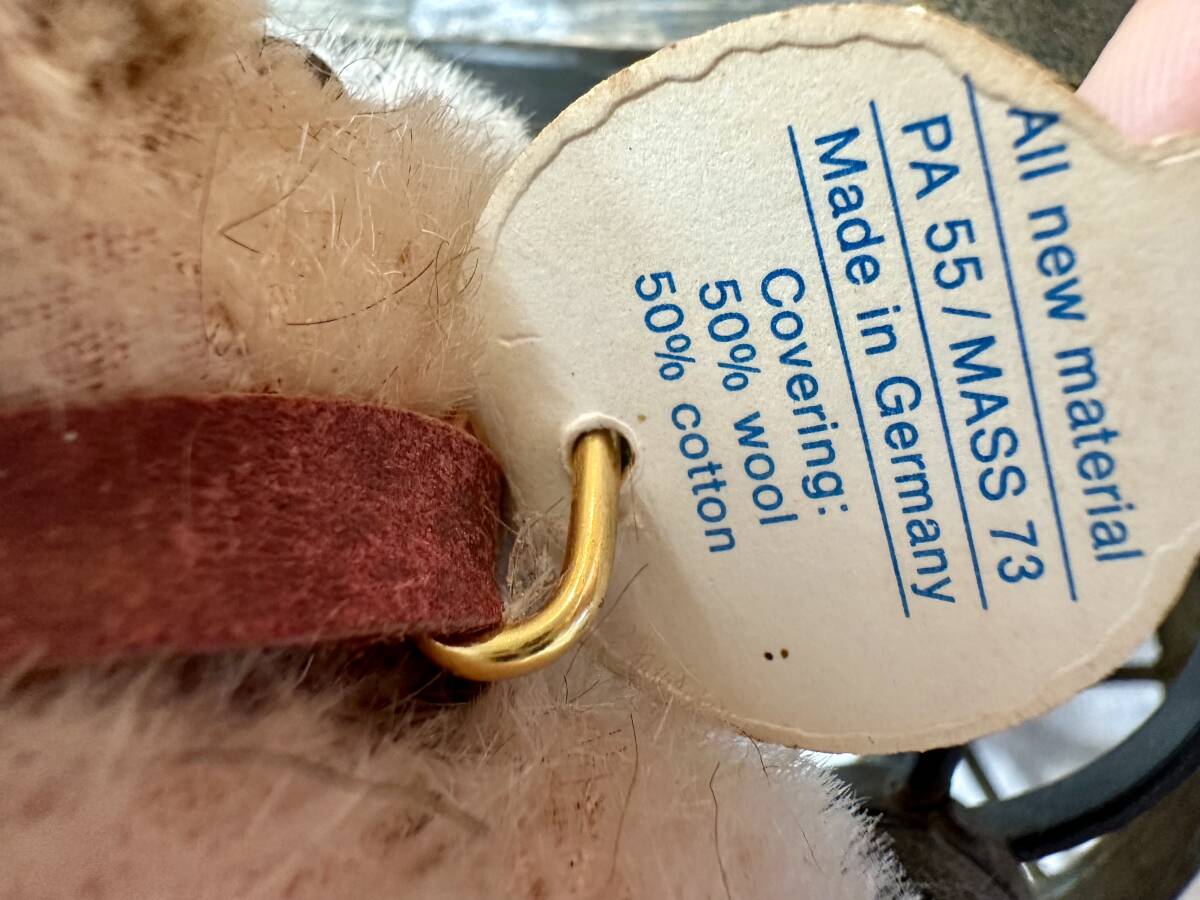 All new material
PA 55 / MASS 73
Made in Germany
Covering:
50% wool
50% cotton